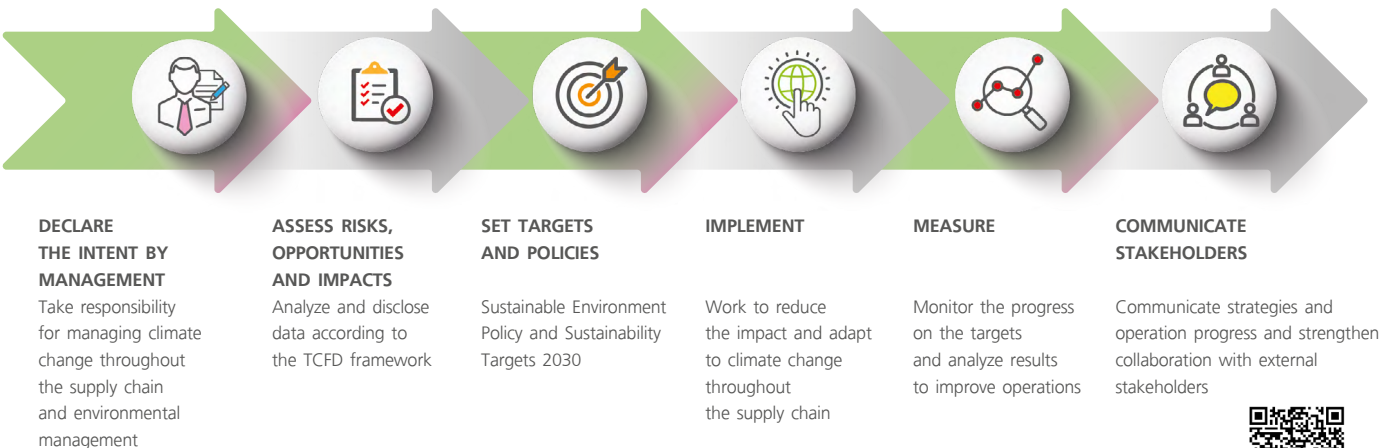 DECLARE
THE INTENT BY
MANAGEMENT
Take responsibility
for managing climate
change throughout
the supply chain
and environmental
management
ASSESS RISKS,
OPPORTUNITIES
AND IMPACTS
Analyze and disclose
data according to
the TCFD framework
SET TARGETS
AND POLICIES
Sustainable Environment
Policy and Sustainability
Targets 2030
IMPLEMENT
Work to reduce
the impact and adapt
to climate change
throughout
the supply chain
MEASURE
Monitor the progress
on the targets
and analyze results
to improve operations
COMMUNICATE
STAKEHOLDERS
Communicate strategies and
operation progress and strengthen
collaboration with external
stakeholders